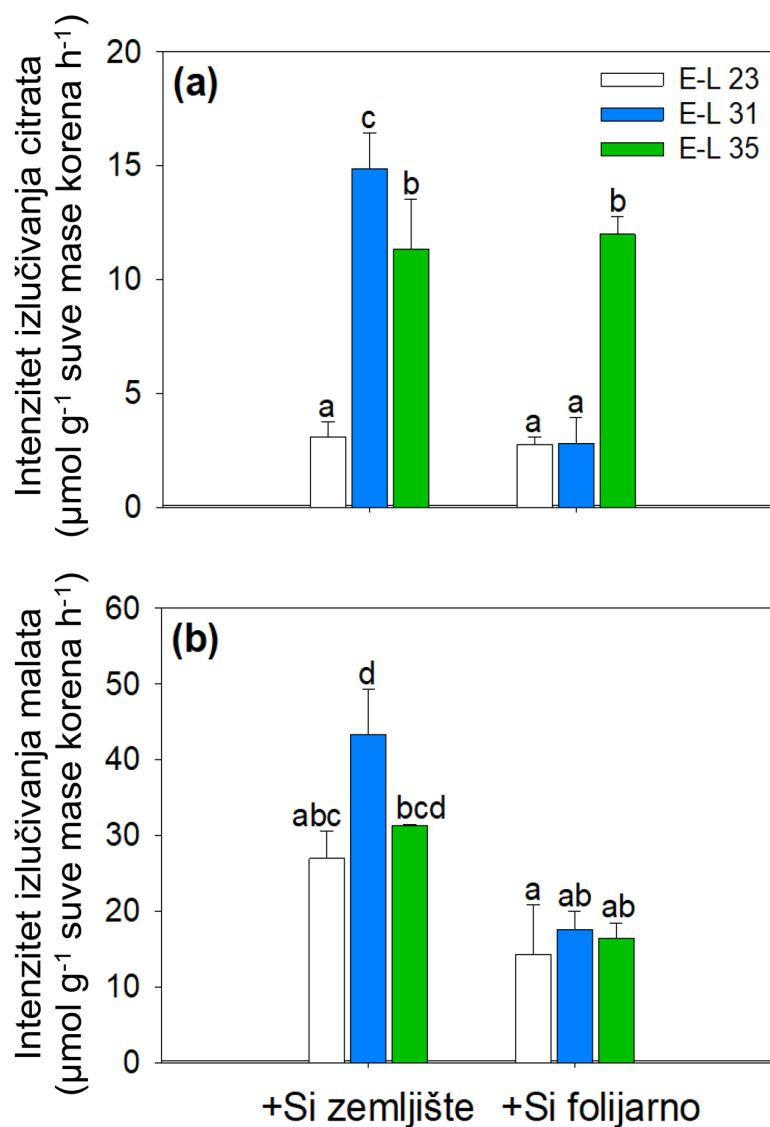 Intenzitet izlučivanja citrata
(µmol g⁻¹ suve mase korena h⁻¹)
20
15
10
5
0
(a)
E-L 23
E-L 31
E-L 35
a
c
b
a
a
b
Intenzitet izlučivanja malata
(µmol g⁻¹ suve mase korena h⁻¹)
60
50
40
30
20
10
0
(b)
abc
d
bcd
a
ab
ab
+Si zemljište
+Si folijarno